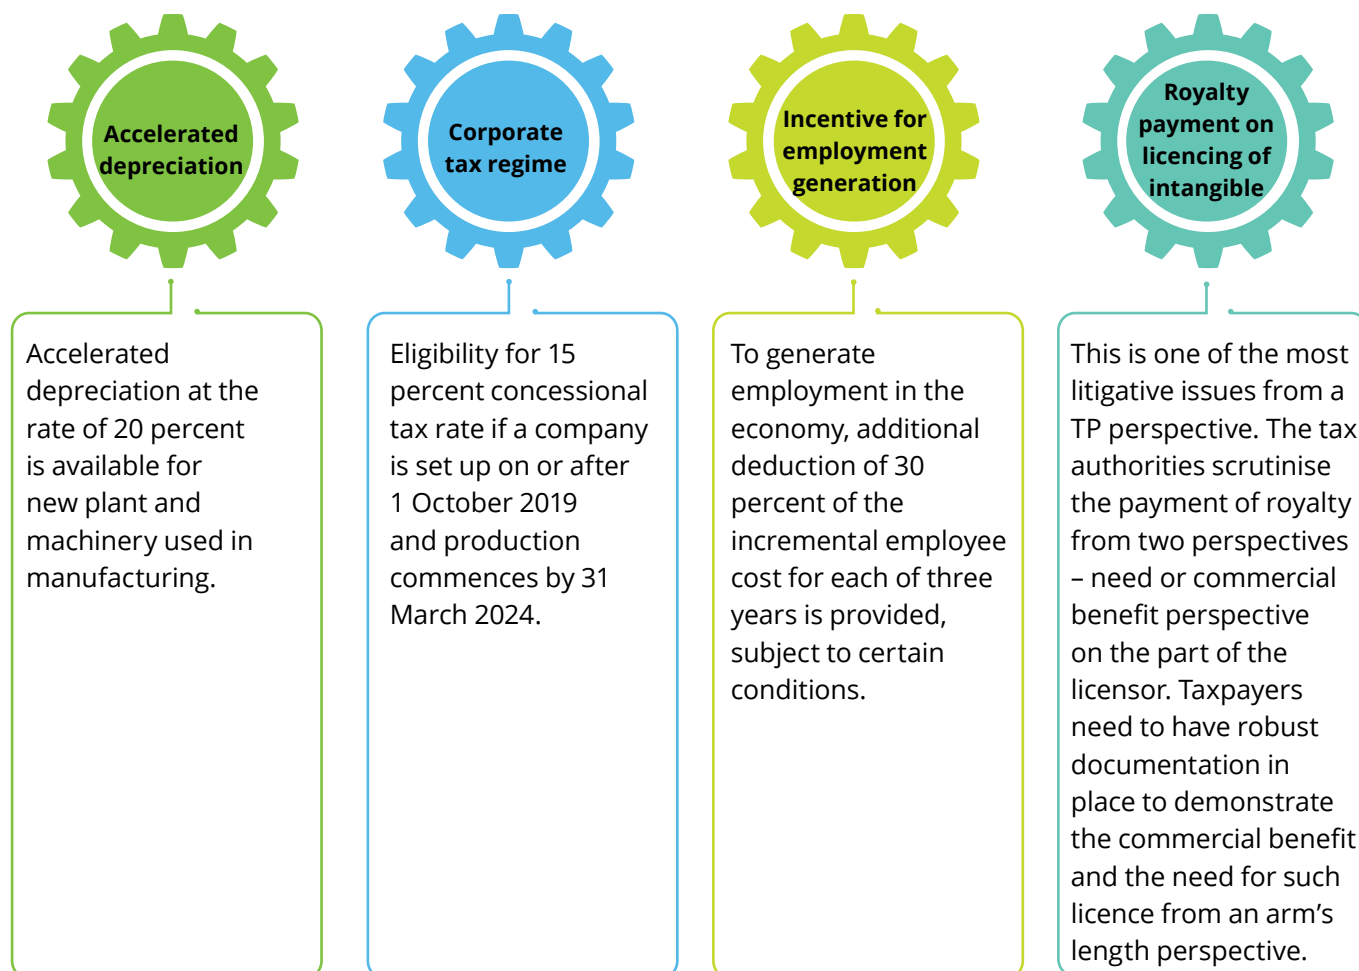 Accelerated
depreciation
Corporate
tax regime
Incentive for
employment
generation
Royalty
payment on
licencing of
intangible
Accelerated
depreciation at the
rate of 20 percent
is available for
new plant and
machinery used in
manufacturing.
Eligibility for 15
percent concessional
tax rate if a company
is set up on or after
1 October 2019
and production
commences by 31
March 2024.
To generate
employment in the
economy, additional
deduction of 30
percent of the
incremental employee
cost for each of three
years is provided,
subject to certain
conditions.
This is one of the most
litigative issues from a
TP perspective. The tax
authorities scrutinise
the payment of royalty
from two perspectives
– need or commercial
benefit perspective
on the part of the
licensor. Taxpayers
need to have robust
documentation in
place to demonstrate
the commercial benefit
and the need for such
licence from an arm’s
length perspective.